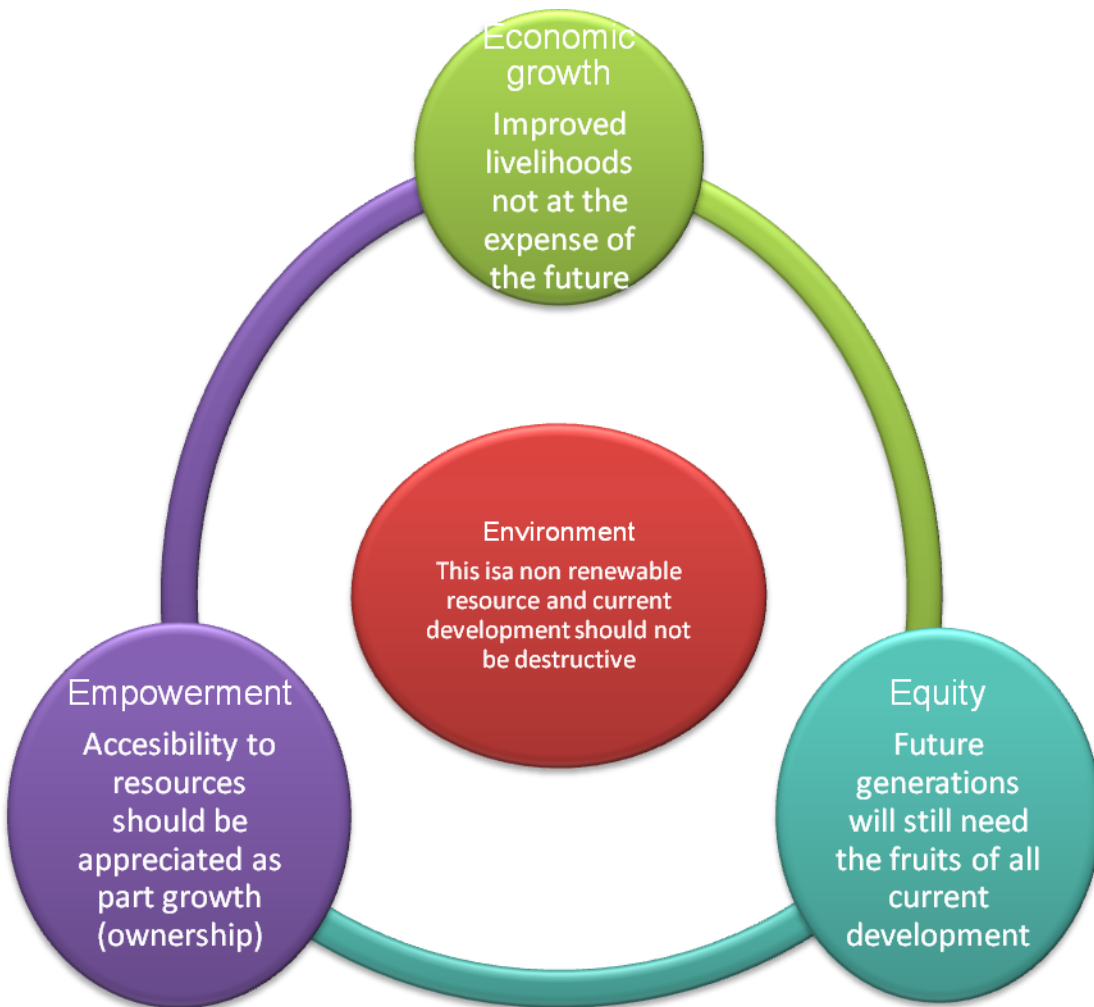 Economic
growth
Improved
livelihoods
not at the
expense of
the future
Environment
This isa non renewable
resource and current
development should not
be destructive
Empowerment
Accesibility to
resources
should be
appreciated as
part growth
(ownership)
Equity
Future
generations
will still need
the fruits of all
current
development